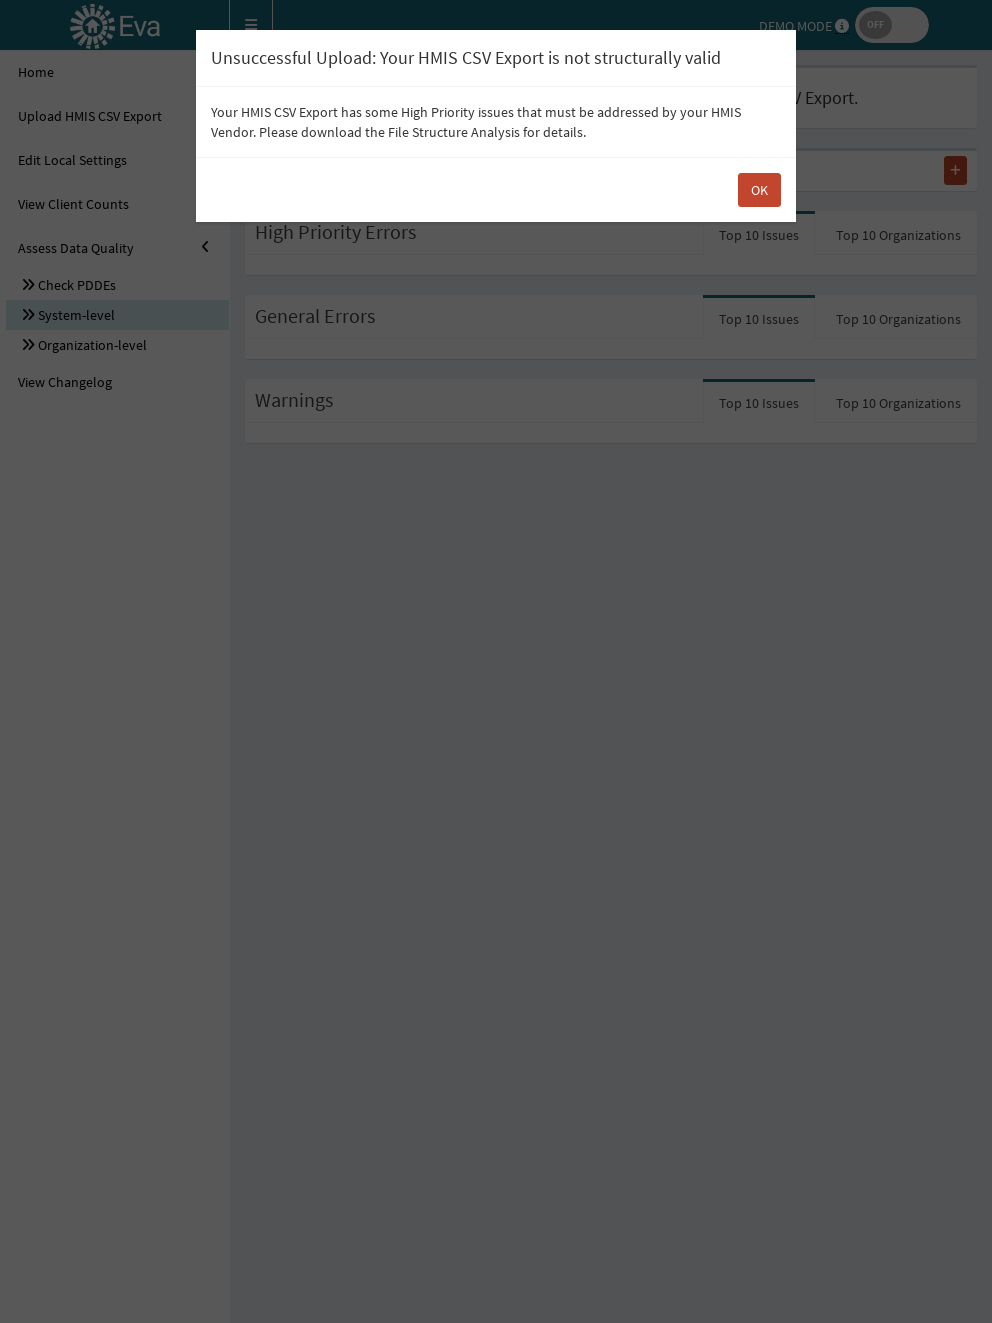 Eva
DEMO MODE
OFF
Unsuccessful Upload: Your HMIS CSV Export is not structurally valid
Your HMIS CSV Export has some High Priority issues that must be addressed by your HMIS
Vendor. Please download the File Structure Analysis for details.
OK
Home
Upload HMIS CSV Export
Edit Local Settings
View Client Counts
Assess Data Quality
Check PDDEs
System-level
Organization-level
View Changelog
Export.
+
High Priority Errors
Top 10 Issues
Top 10 Organizations
General Errors
Top 10 Issues
Top 10 Organizations
Warnings
Top 10 Issues
Top 10 Organizations